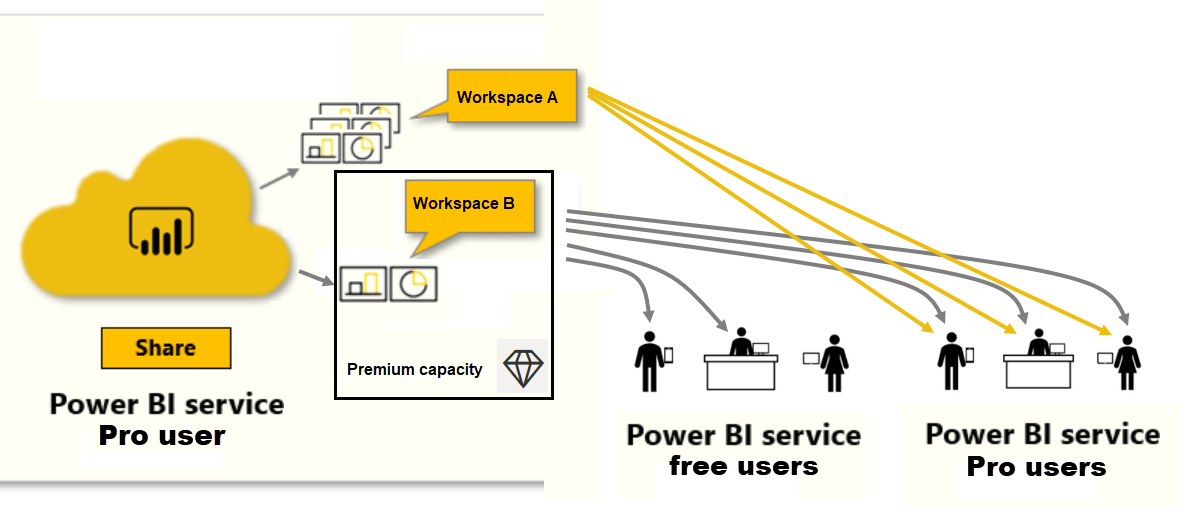 Workspace A
Workspace B
Share
Premium capacity
Power BI service
Pro user
Power BI service
free users
Power BI service
Pro users